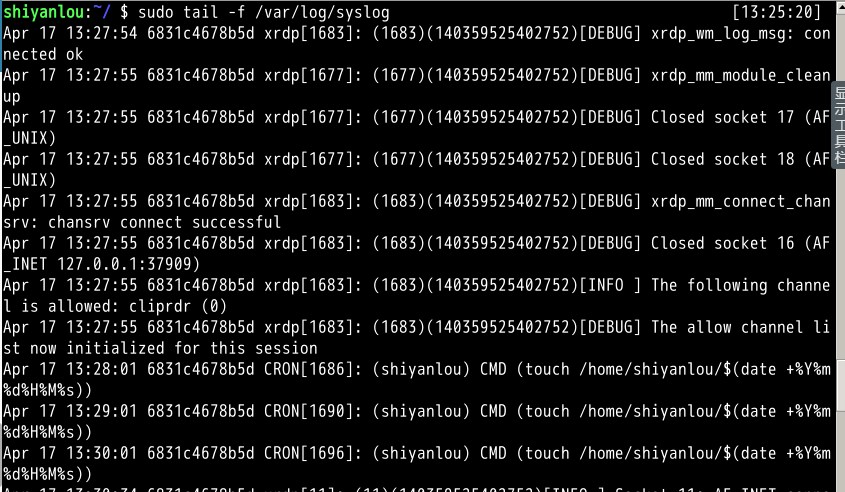 shiyanlou:~/ $ sudo tail -f /var/log/syslog [13:25:20]
Apr 17 13:27:54 6831c4678b5d xrdp[1683]: (1683)(140359525402752)[DEBUG] xrdp_wm_log_msg: con
nected ok
Apr 17 13:27:55 6831c4678b5d xrdp[1677]: (1677)(140359525402752)[DEBUG] xrdp_mm_module_clean
up
Apr 17 13:27:55 6831c4678b5d xrdp[1677]: (1677)(140359525402752)[DEBUG] Closed socket 17 (AF
_UNIX)
Apr 17 13:27:55 6831c4678b5d xrdp[1677]: (1677)(140359525402752)[DEBUG] Closed socket 18 (AF
_UNIX)
Apr 17 13:27:55 6831c4678b5d xrdp[1683]: (1683)(140359525402752)[DEBUG] xrdp_mm_connect_chan
srv: chansrv connect successful
Apr 17 13:27:55 6831c4678b5d xrdp[1683]: (1683)(140359525402752)[DEBUG] Closed socket 16 (AF
_INET 127.0.0.1:37909)
Apr 17 13:27:55 6831c4678b5d xrdp[1683]: (1683)(140359525402752)[INFO ] The following channe
l is allowed: cliprdr (0)
Apr 17 13:27:55 6831c4678b5d xrdp[1683]: (1683)(140359525402752)[DEBUG] The allow channel li
st now initialized for this session
Apr 17 13:28:01 6831c4678b5d CRON[1686]: (shiyanlou) CMD (touch /home/shiyanlou/$(date +%Y%m
%d%H%M%s))
Apr 17 13:29:01 6831c4678b5d CRON[1690]: (shiyanlou) CMD (touch /home/shiyanlou/$(date +%Y%m
%d%H%M%s))
Apr 17 13:30:01 6831c4678b5d CRON[1696]: (shiyanlou) CMD (touch /home/shiyanlou/$(date +%Y%m
%d%H%M%s))
显示工具栏